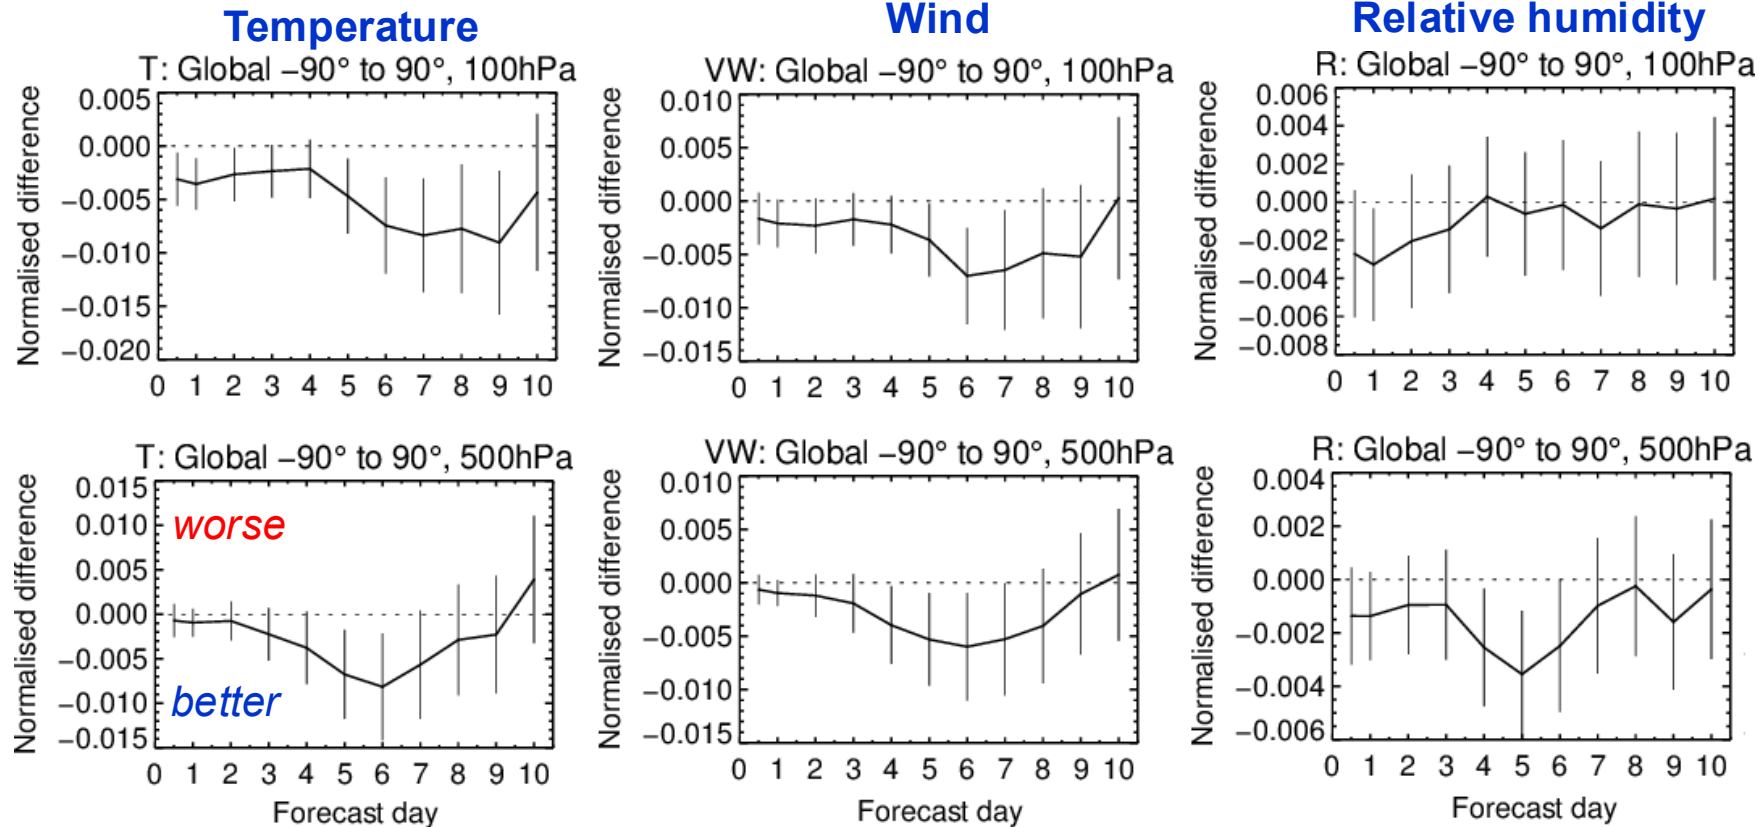 Temperature
Wind
Relative humidity
T: Global −90° to 90°, 100hPa
VW: Global −90° to 90°, 100hPa
R: Global −90° to 90°, 100hPa
Normalised difference
0.005
0.000
−0.005
−0.010
−0.015
−0.020
0 1 2 3 4 5 6 7 8 9 10
Normalised difference
0.010
0.005
0.000
−0.005
−0.010
−0.015
0 1 2 3 4 5 6 7 8 9 10
Normalised difference
0.006
0.004
0.002
0.000
−0.002
−0.004
−0.006
−0.008
0 1 2 3 4 5 6 7 8 9 10
T: Global −90° to 90°, 500hPa
VW: Global −90° to 90°, 500hPa
R: Global −90° to 90°, 500hPa
Normalised difference
0.015
0.010
0.005
0.000
−0.005
−0.010
−0.015
worse
better
0 1 2 3 4 5 6 7 8 9 10
Forecast day
Normalised difference
0.010
0.005
0.000
−0.005
−0.010
−0.015
0 1 2 3 4 5 6 7 8 9 10
Forecast day
Normalised difference
0.004
0.002
0.000
−0.002
−0.004
−0.006
0 1 2 3 4 5 6 7 8 9 10
Forecast day